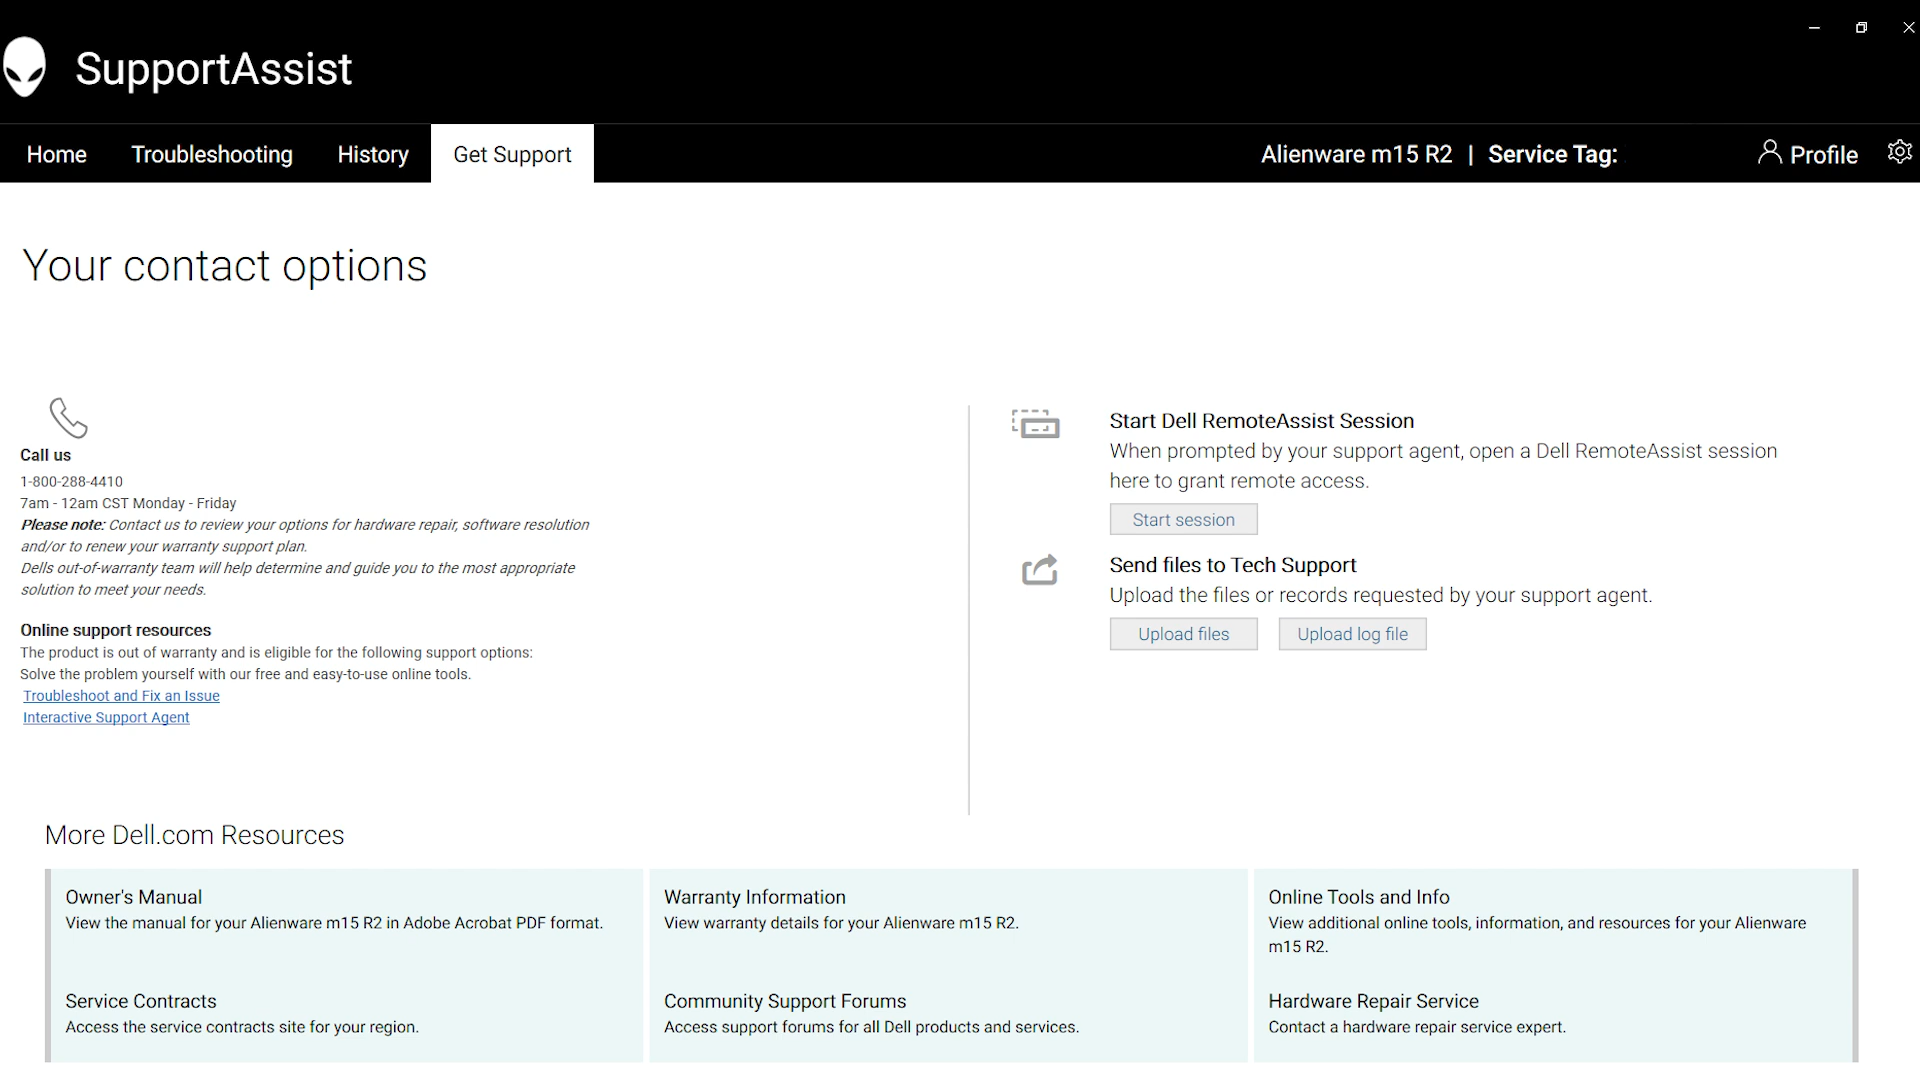 SupportAssist
Home Troubleshooting History Get Support Alienware m15 R2 | Service Tag: Profile
Your contact options
Call us
1-800-288-4410
7am - 12am CST Monday - Friday
Please note: Contact us to review your options for hardware repair, software resolution
and/or to renew your warranty support plan.
Dells out-of-warranty team will help determine and guide you to the most appropriate
solution to meet your needs.
Online support resources
The product is out of warranty and is eligible for the following support options:
Solve the problem yourself with our free and easy-to-use online tools.
Troubleshoot and Fix an Issue
Interactive Support Agent
Start Dell RemoteAssist Session
When prompted by your support agent, open a Dell RemoteAssist session
here to grant remote access.
Start session
Send files to Tech Support
Upload the files or records requested by your support agent.
Upload files Upload log file
More Dell.com Resources
Owner's Manual
View the manual for your Alienware m15 R2 in Adobe Acrobat PDF format.
Warranty Information
View warranty details for your Alienware m15 R2.
Online Tools and Info
View additional online tools, information, and resources for your Alienware
m15 R2.
Service Contracts
Access the service contracts site for your region.
Community Support Forums
Access support forums for all Dell products and services.
Hardware Repair Service
Contact a hardware repair service expert.